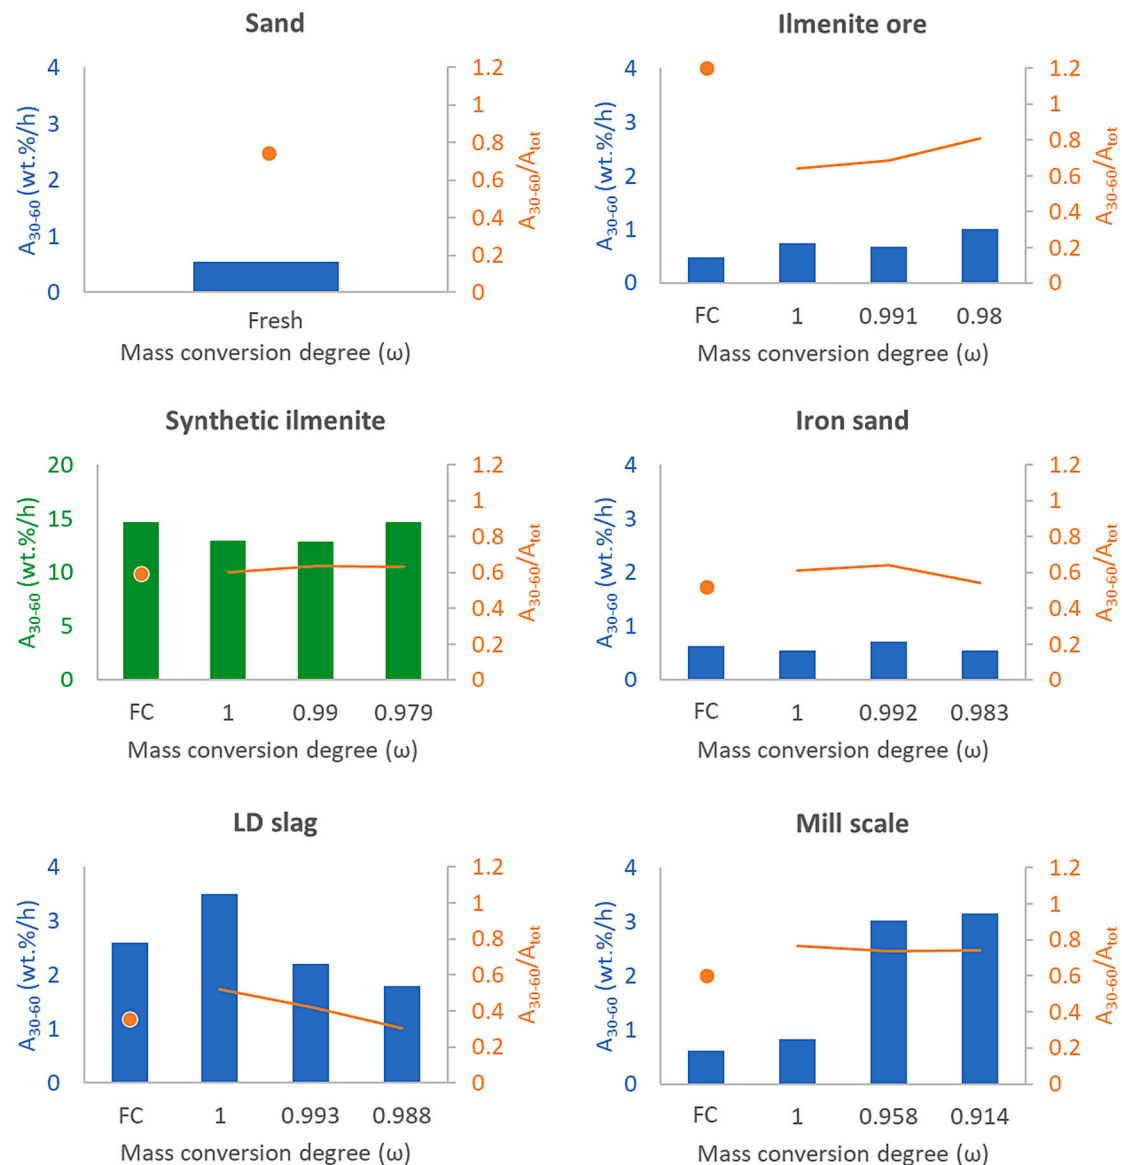 Sand
A30-60 (wt.%/h)
4
3
2
1
0
1.2
1
0.8
0.6
0.4
0.2
0
A30-60/Atot
Fresh
Mass conversion degree (ω)
Ilmenite ore
A30-60 (wt.%/h)
4
3
2
1
0
1.2
1
0.8
0.6
0.4
0.2
0
A30-60/Atot
FC 1 0.991 0.98
Mass conversion degree (ω)
Synthetic ilmenite
A30-60 (wt.%/h)
20
15
10
5
0
1.2
1
0.8
0.6
0.4
0.2
0
A30-60/Atot
FC 1 0.99 0.979
Mass conversion degree (ω)
Iron sand
A30-60 (wt.%/h)
4
3
2
1
0
1.2
1
0.8
0.6
0.4
0.2
0
A30-60/Atot
FC 1 0.992 0.983
Mass conversion degree (ω)
LD slag
A30-60 (wt.%/h)
4
3
2
1
0
1.2
1
0.8
0.6
0.4
0.2
0
A30-60/Atot
FC 1 0.993 0.988
Mass conversion degree (ω)
Mill scale
A30-60 (wt.%/h)
4
3
2
1
0
1.2
1
0.8
0.6
0.4
0.2
0
A30-60/Atot
FC 1 0.958 0.914
Mass conversion degree (ω)